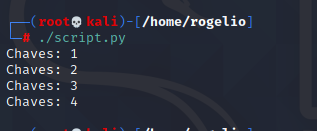 ┌──(root💀kali)-[/home/rogelio]
└─# ./script.py
Chaves: 1
Chaves: 2
Chaves: 3
Chaves: 4